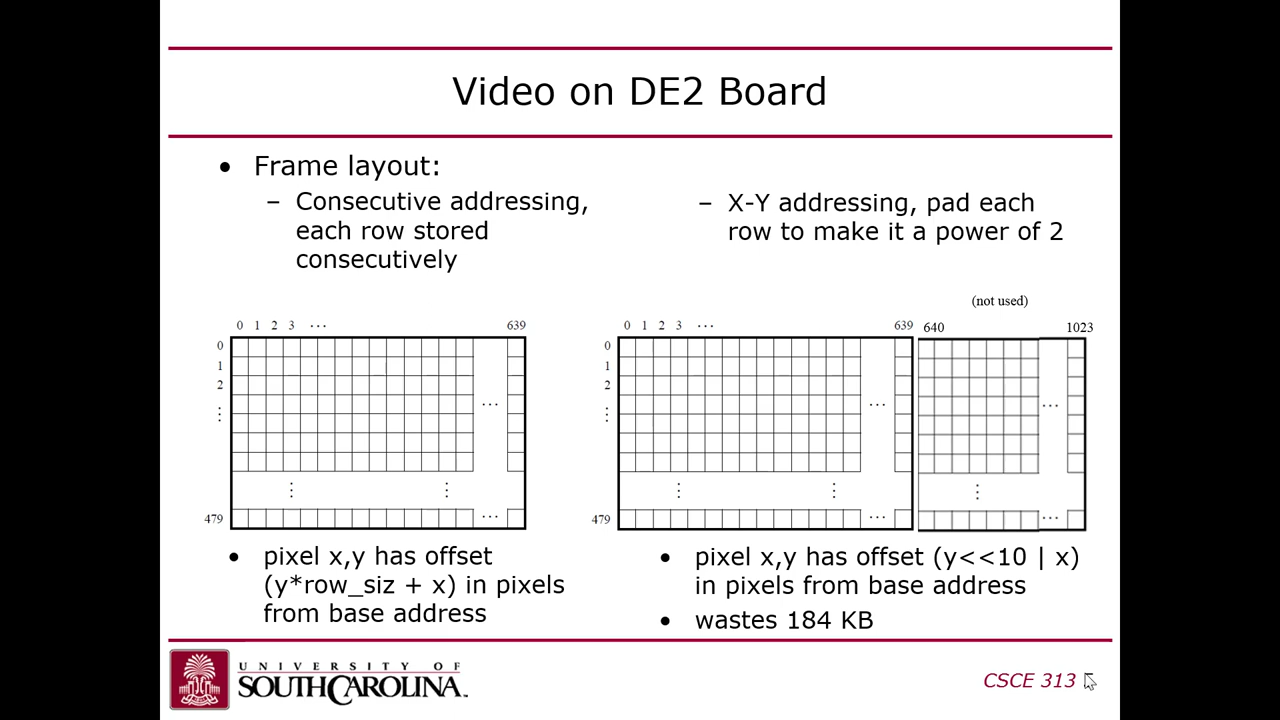 Video on DE2 Board
• Frame layout:
– Consecutive addressing,
each row stored
consecutively
– X-Y addressing, pad each
row to make it a power of 2
0 1 2 3 ... 639
0
1
2
⋮
...
⋮ ⋮
479 ...
(not used)
0 1 2 3 ... 639 640 1023
0
1
2
⋮
... ...
⋮ ⋮ ⋮
479 ... ...
• pixel x,y has offset
(y*row_siz + x) in pixels
from base address
• pixel x,y has offset (y<<10 | x)
in pixels from base address
• wastes 184 KB
UNIVERSITY OF
SOUTH CAROLINA
CSCE 313